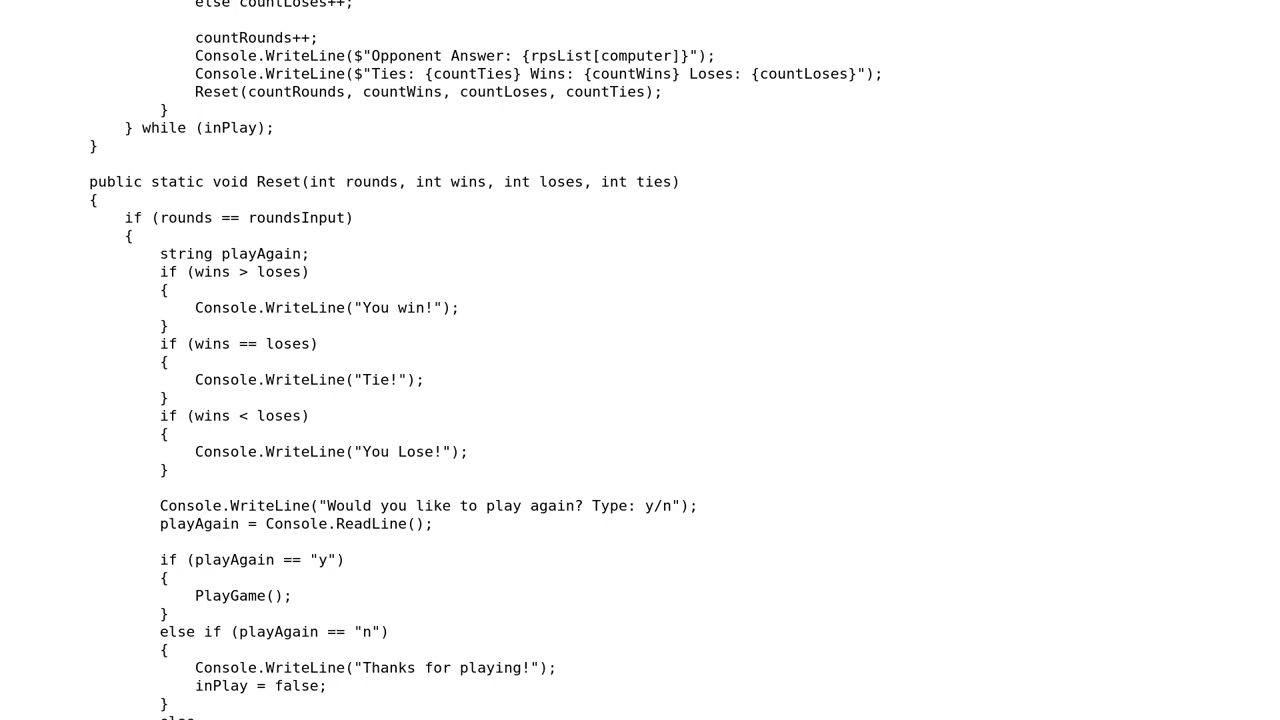 else countLoses++;
countRounds++;
Console.WriteLine($"Opponent Answer: {rpsList[computer]}");
Console.WriteLine($"Ties: {countTies} Wins: {countWins} Loses: {countLoses}");
Reset(countRounds, countWins, countLoses, countTies);
}
} while (inPlay);
}
public static void Reset(int rounds, int wins, int loses, int ties)
{
if (rounds == roundsInput)
{
string playAgain;
if (wins > loses)
{
Console.WriteLine("You win!");
}
if (wins == loses)
{
Console.WriteLine("Tie!");
}
if (wins < loses)
{
Console.WriteLine("You Lose!");
}
Console.WriteLine("Would you like to play again? Type: y/n");
playAgain = Console.ReadLine();
if (playAgain == "y")
{
PlayGame();
}
else if (playAgain == "n")
{
Console.WriteLine("Thanks for playing!");
inPlay = false;
}
else